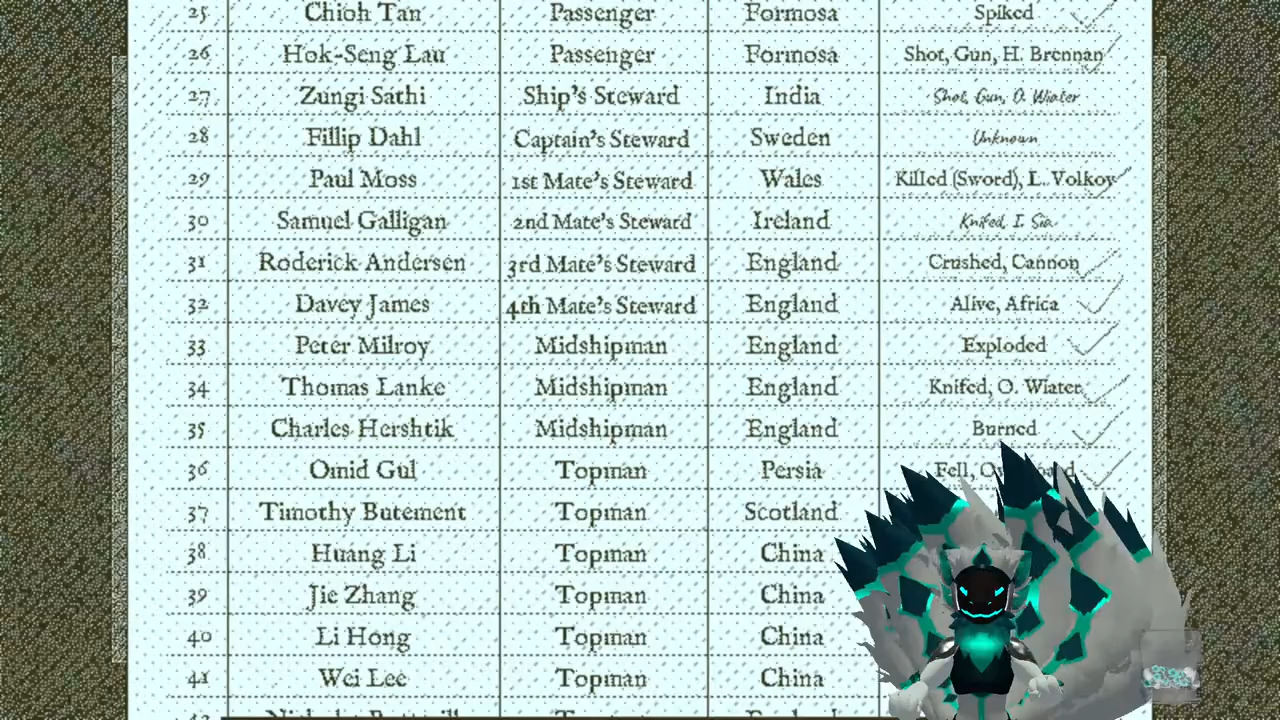 25 Chioh Tan Passenger Formosa Spiked
26 Hok-Seng Lau Passenger Formosa Shot, Gun, H. Brennan
27 Zungi Sathi Ship's Steward India Shot, Gun, O. Wiater
28 Fillip Dahl Captain's Steward Sweden Unknown
29 Paul Moss 1st Mate's Steward Wales Killed (Sword), L. Volkov
30 Samuel Galligan 2nd Mate's Steward Ireland Knifed, I. Sia
31 Roderick Andersen 3rd Mate's Steward England Crushed, Cannon
32 Davey James 4th Mate's Steward England Alive, Africa
33 Peter Milroy Midshipman England Exploded
34 Thomas Lanke Midshipman England Knifed, O. Wiater
35 Charles Hershtik Midshipman England Burned
36 Omid Gul Topman Persia Fell,
37 Timothy Butement Topman Scotland
38 Huang Li Topman China
39 Jie Zhang Topman China
40 Li Hong Topman China
41 Wei Lee Topman China